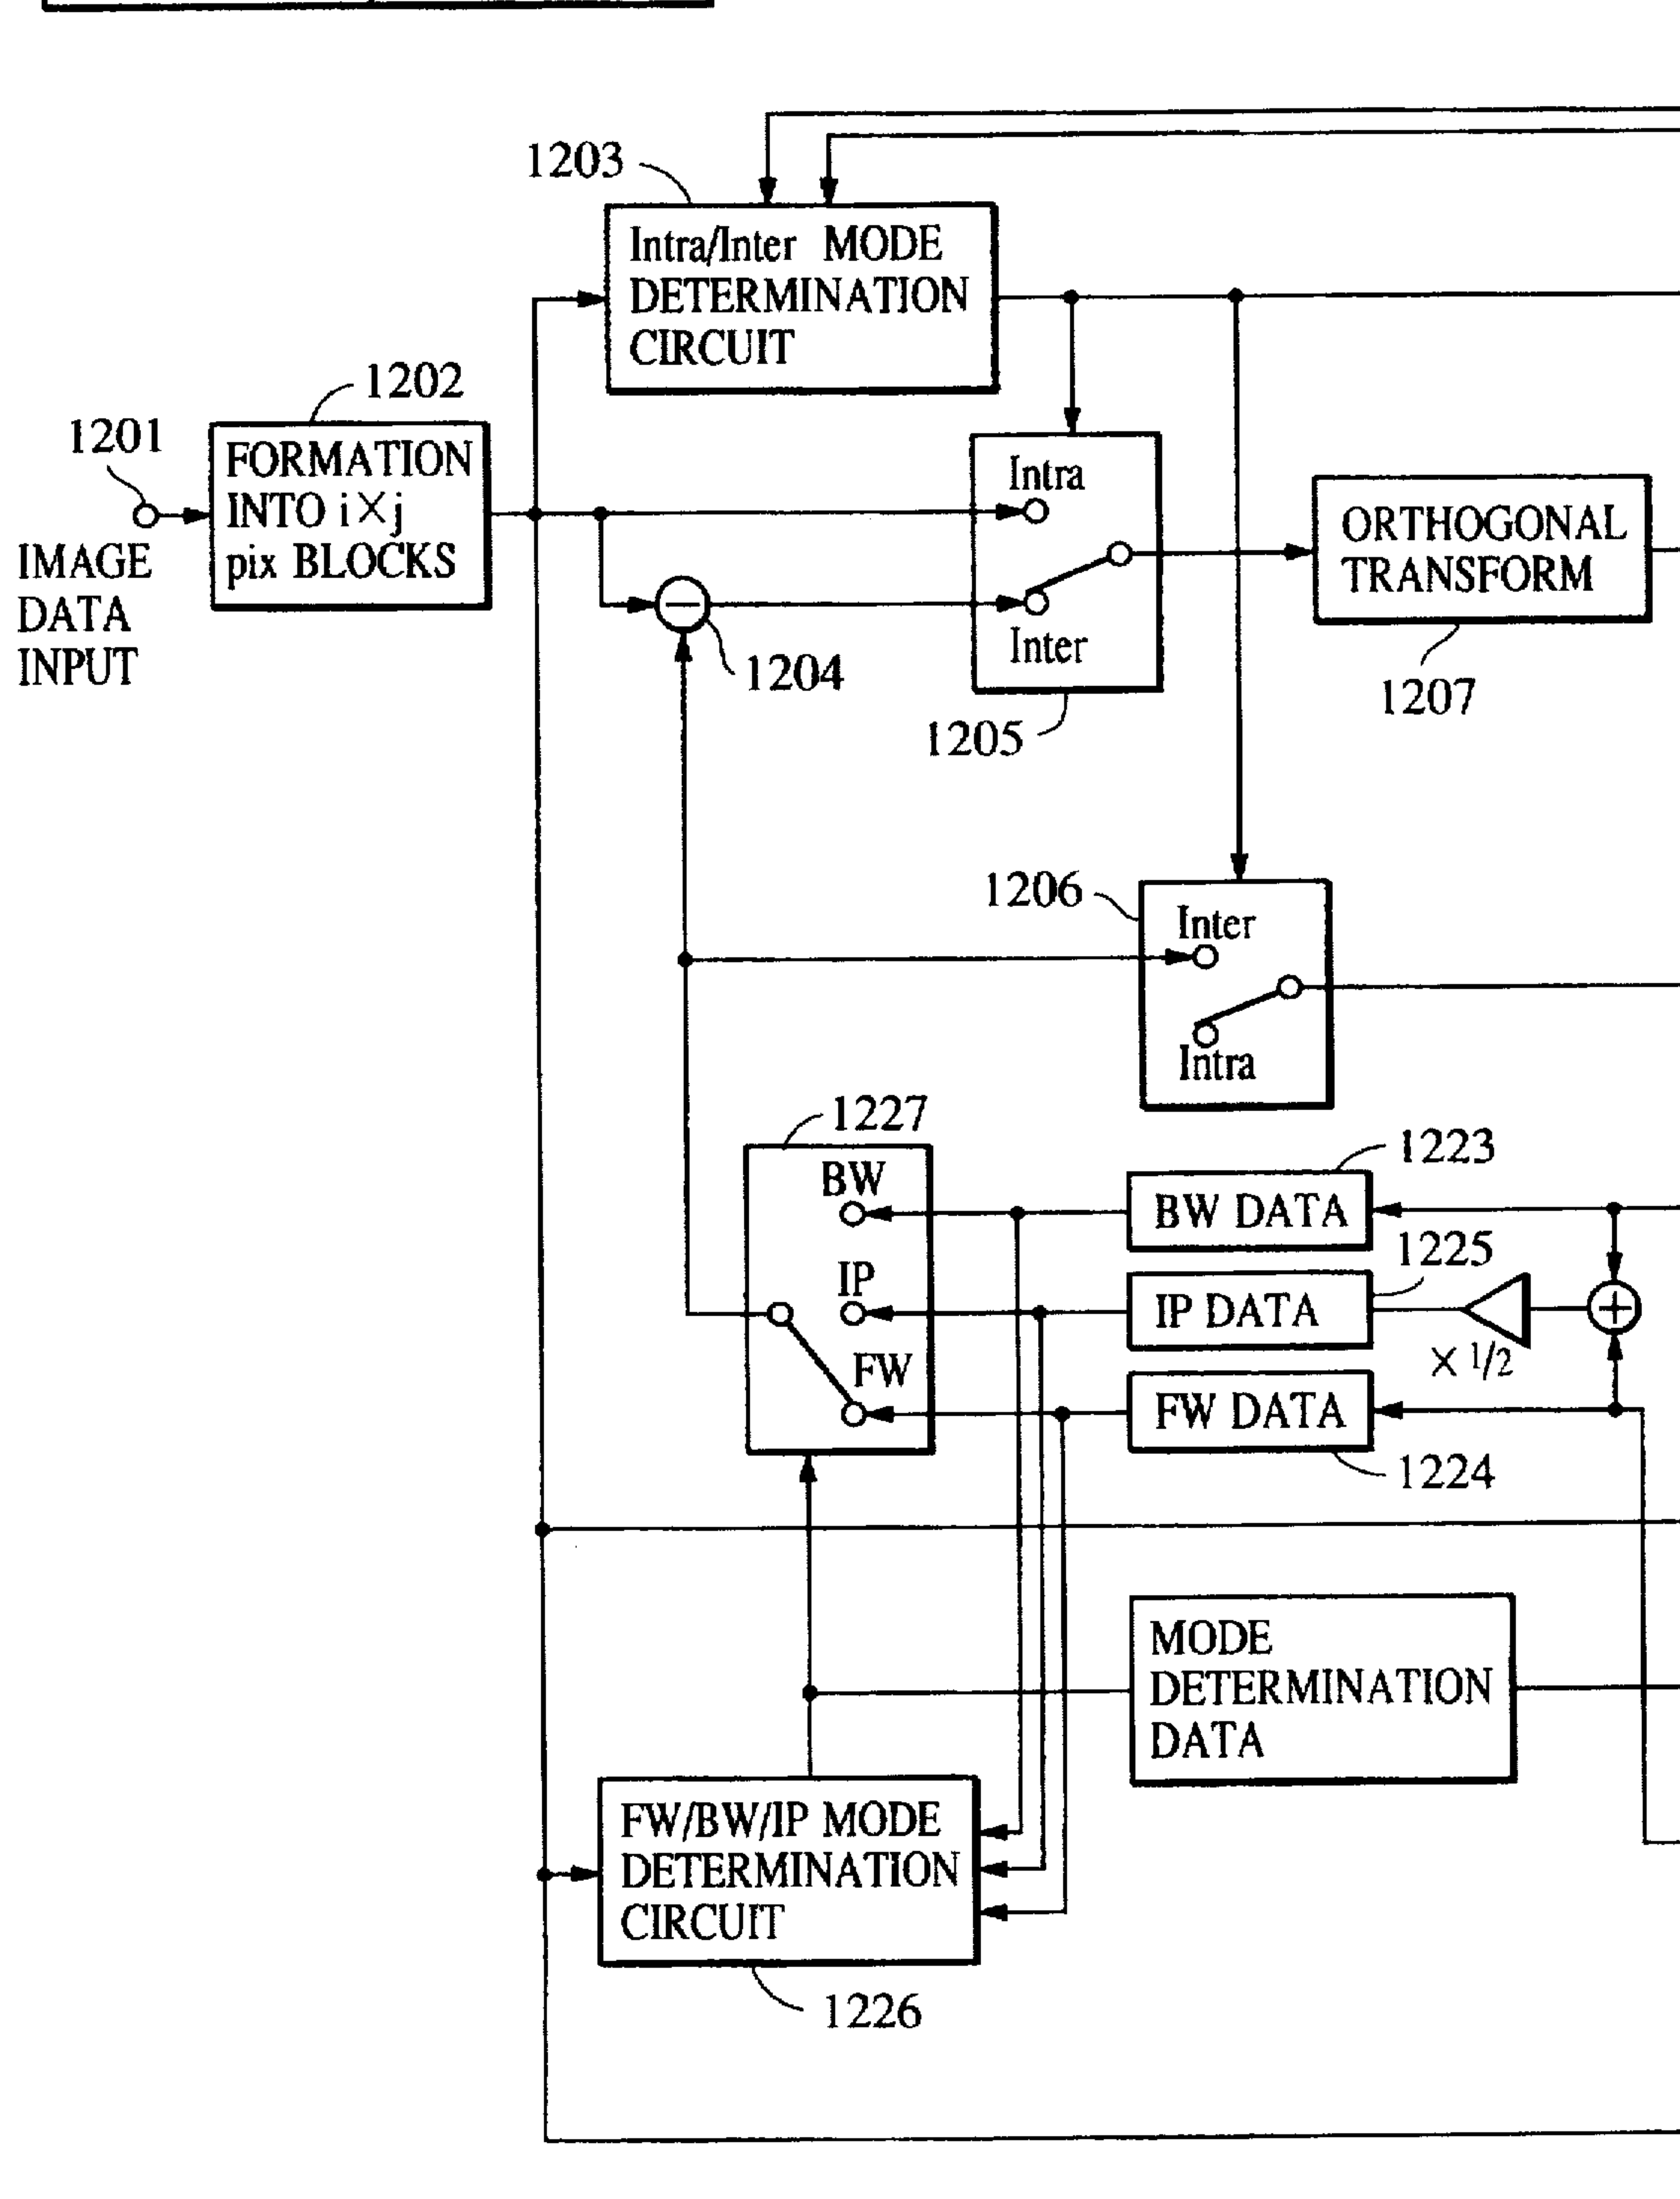 1203
Intra/Inter MODE
DETERMINATION
CIRCUIT
1202
1201
FORMATION
INTO i×j
pix BLOCKS
IMAGE
DATA
INPUT
Intra
Inter
1204
1205
ORTHOGONAL
TRANSFORM
1207
1206
Inter
Intra
1227
BW
IP
FW
1223
BW DATA
1225
IP DATA
× 1/2
+
−
FW DATA
1224
MODE
DETERMINATION
DATA
FW/BW/IP MODE
DETERMINATION
CIRCUIT
1226